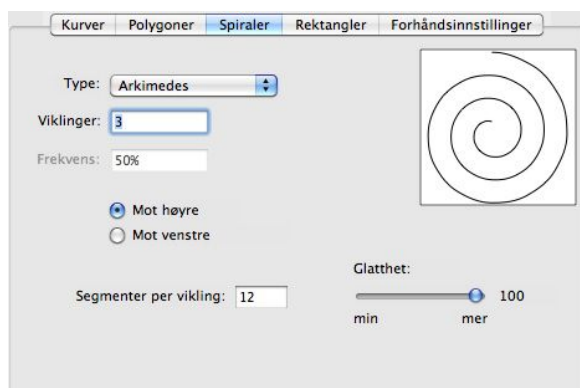 Kurver Polygoner Spiraler Rektangler Forhåndsinnstillinger
Type: Arkimedes
Viklinger: 3
Frekvens: 50%
Mot høyre
Mot venstre
Glatthet:
Segmenter per vikling: 12
100
min mer